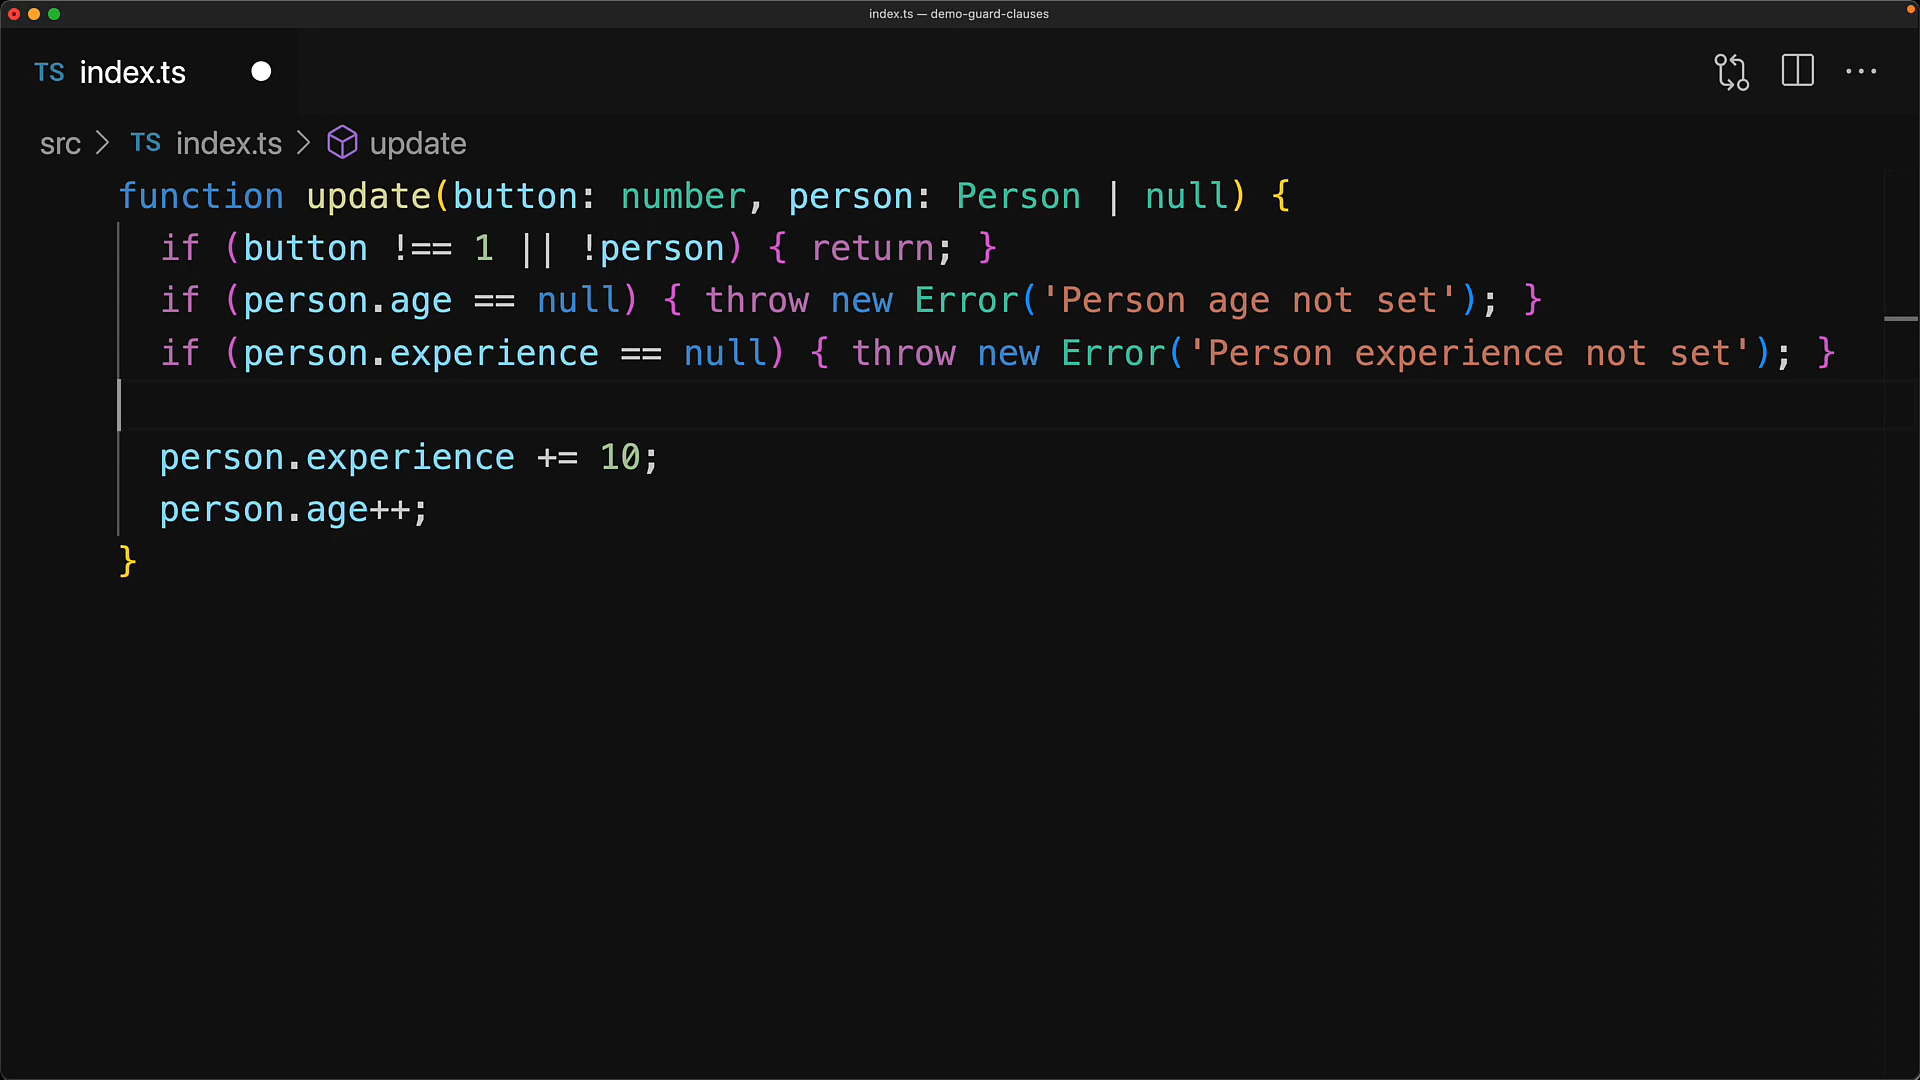 index.ts — demo-guard-clauses
TS index.ts
src > TS index.ts > update
function update(button: number, person: Person | null) {
  if (button !== 1 || !person) { return; }
  if (person.age == null) { throw new Error('Person age not set'); }
  if (person.experience == null) { throw new Error('Person experience not set'); }
  person.experience += 10;
  person.age++;
}